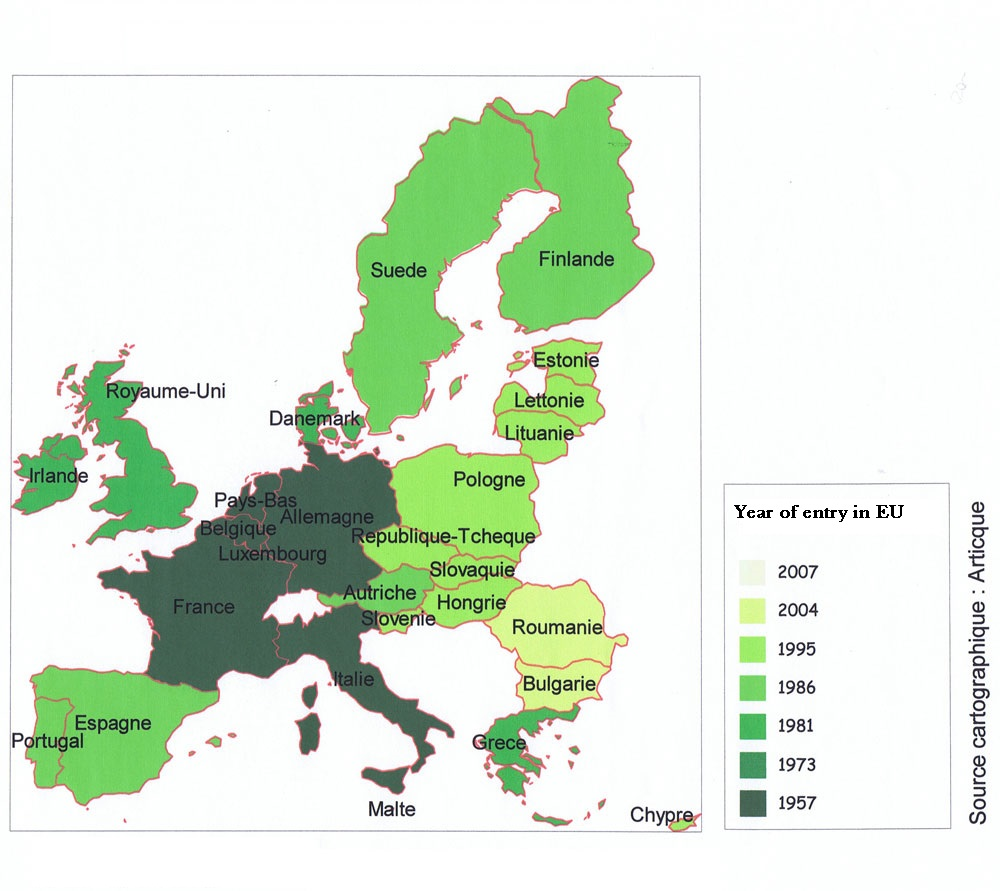 Suede
Finlande
Estonie
Lettonie
Lituanie
Royaume-Uni
Danemark
Irlande
Pays-Bas
Allemagne
Belgique
Luxembourg
Pologne
Republique-Tcheque
Slovaquie
Autriche
Hongrie
Slovenie
France
Roumanie
Bulgarie
Italie
Espagne
Portugal
Grece
Malte
Chypre
Year of entry in EU
2007
2004
1995
1986
1981
1973
1957
Source cartographique : Articque